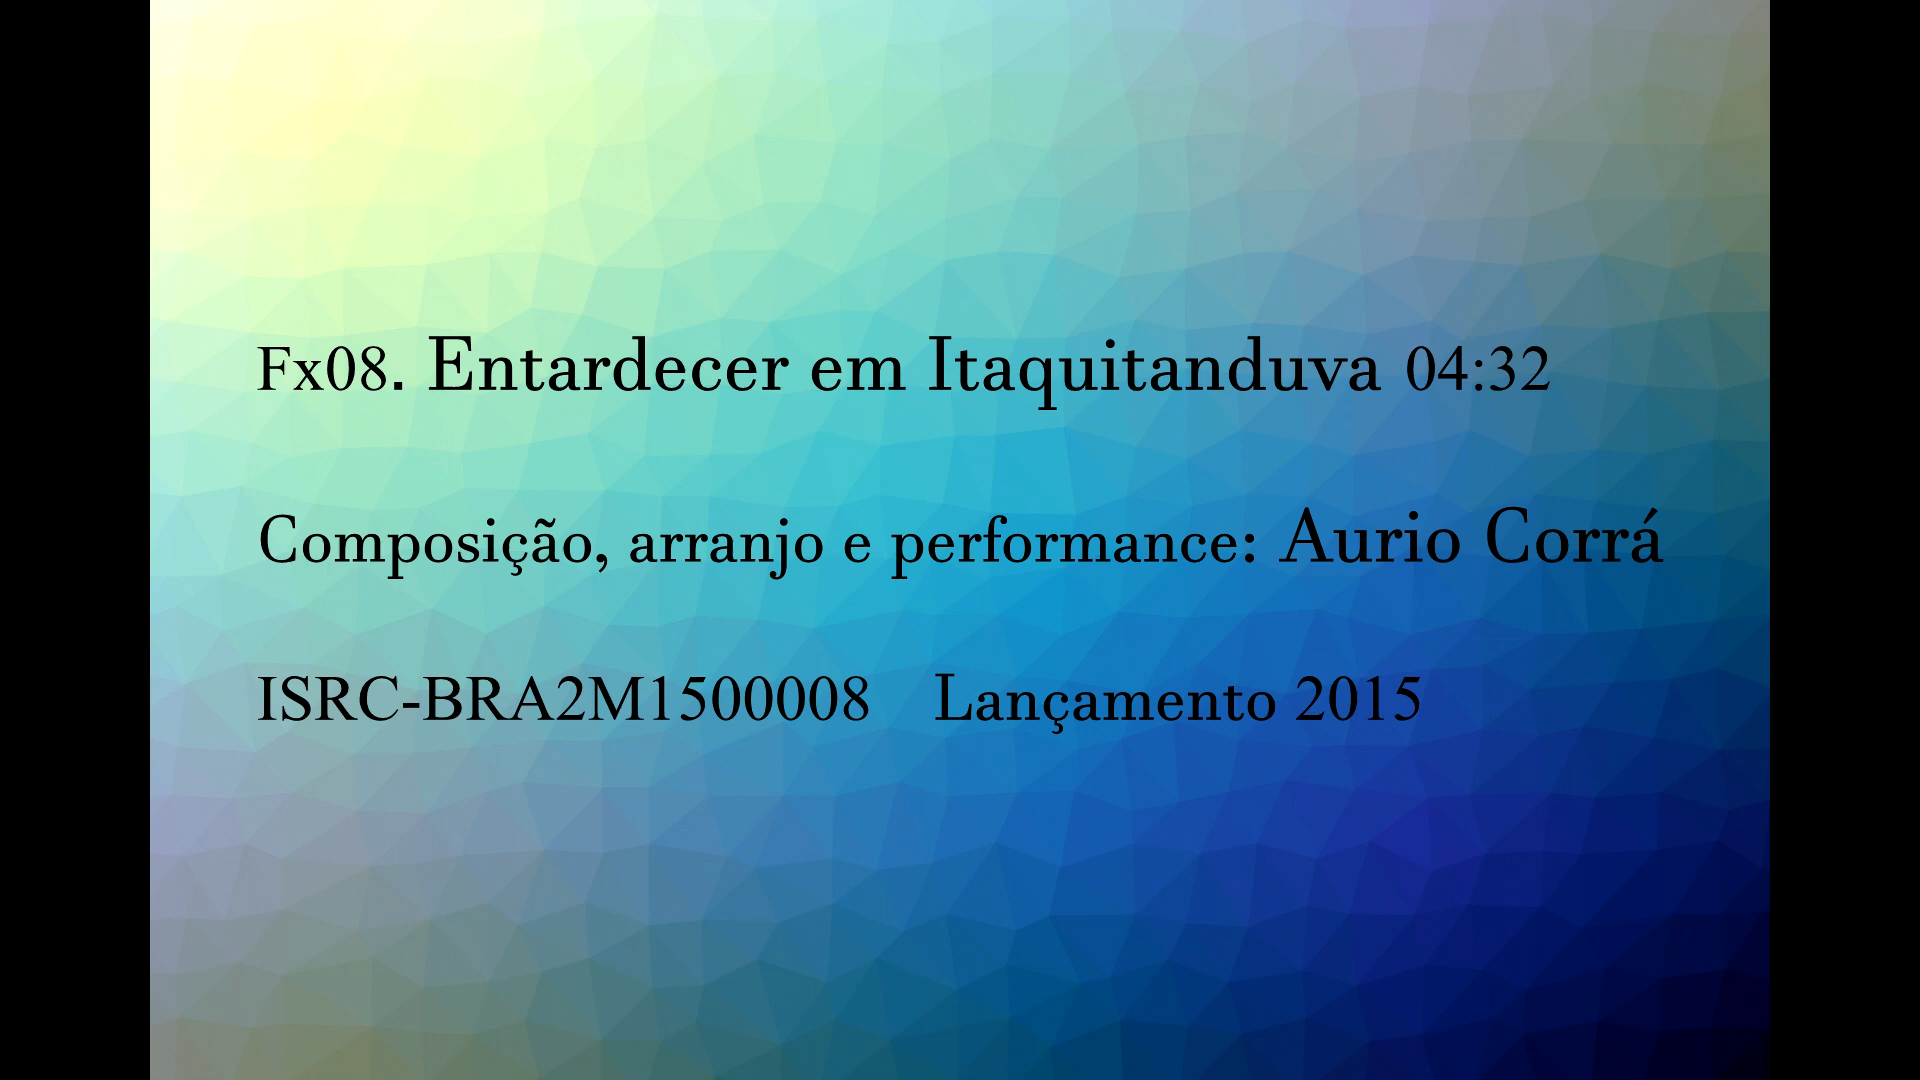 Fx08. Entardecer em Itaquitanduva 04:32
Composição, arranjo e performance: Aurio Corrá
ISRC-BRA2M1500008 Lançamento 2015